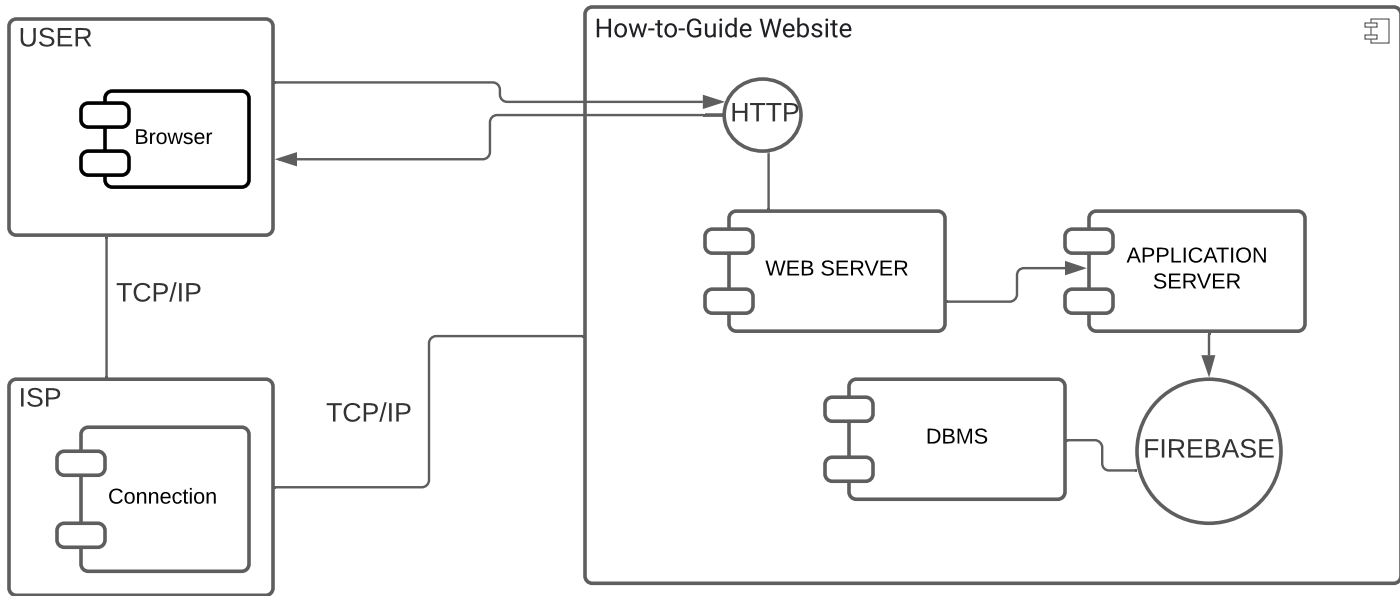 USER
How-to-Guide Website
Browser
HTTP
WEB SERVER
APPLICATION
SERVER
TCP/IP
ISP
TCP/IP
Connection
DBMS
FIREBASE